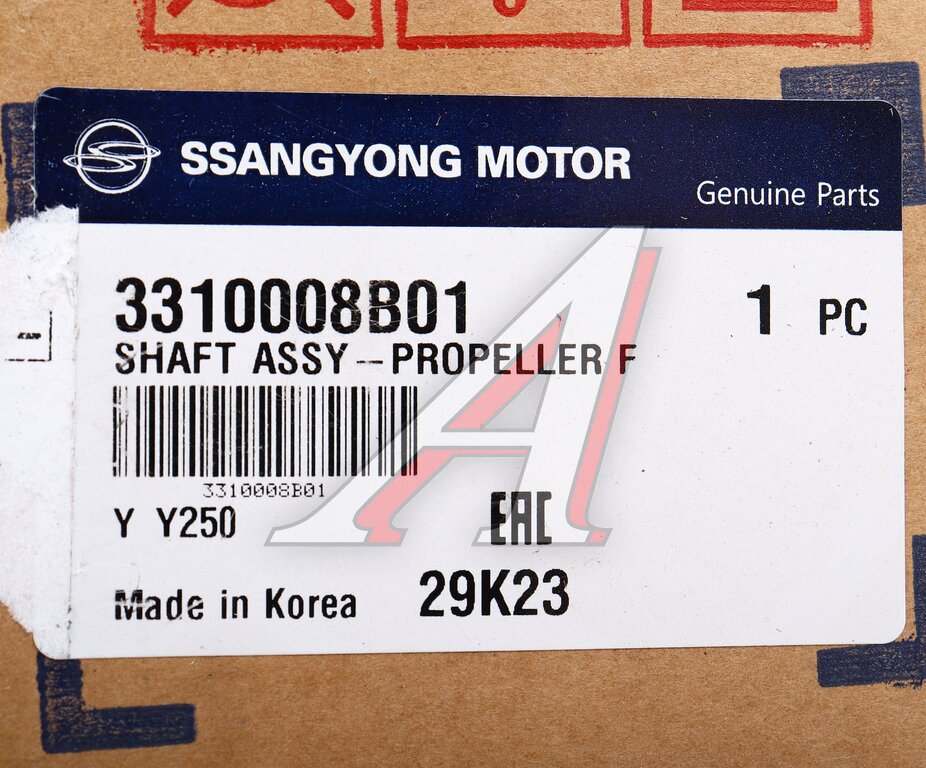 SSANGYONG MOTOR
Genuine Parts
3310008B01 1 PC
SHAFT ASSY--PROPELLER F
3310008B01
Y Y250 EAC
Made in Korea 29K23